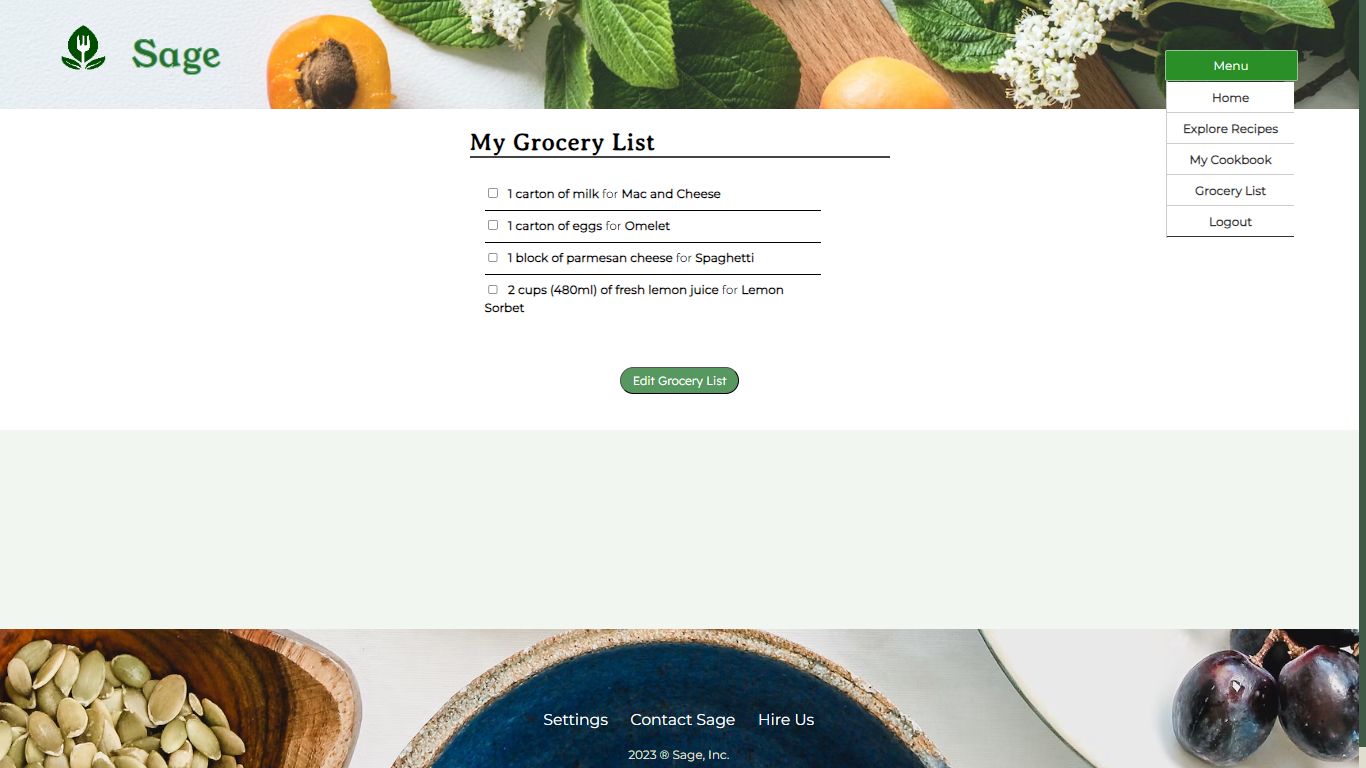 Sage
Menu
Home
Explore Recipes
My Cookbook
Grocery List
Logout
My Grocery List
1 carton of milk for Mac and Cheese
1 carton of eggs for Omelet
1 block of parmesan cheese for Spaghetti
2 cups (480ml) of fresh lemon juice for Lemon
Sorbet
Edit Grocery List
Settings Contact Sage Hire Us
2023 ® Sage, Inc.